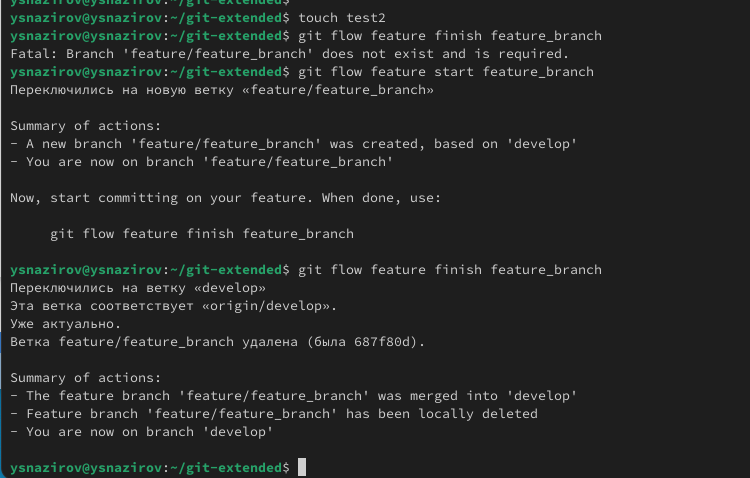 ysnazirov@ysnazirov:~/git-extended$
ysnazirov@ysnazirov:~/git-extended$ touch test2
ysnazirov@ysnazirov:~/git-extended$ git flow feature finish feature_branch
Fatal: Branch 'feature/feature_branch' does not exist and is required.
ysnazirov@ysnazirov:~/git-extended$ git flow feature start feature_branch
Переключились на новую ветку «feature/feature_branch»
Summary of actions:
- A new branch 'feature/feature_branch' was created, based on 'develop'
- You are now on branch 'feature/feature_branch'
Now, start committing on your feature. When done, use:
git flow feature finish feature_branch
ysnazirov@ysnazirov:~/git-extended$ git flow feature finish feature_branch
Переключились на ветку «develop»
Эта ветка соответствует «origin/develop».
Уже актуально.
Ветка feature/feature_branch удалена (была 687f80d).
Summary of actions:
- The feature branch 'feature/feature_branch' was merged into 'develop'
- Feature branch 'feature/feature_branch' has been locally deleted
- You are now on branch 'develop'
ysnazirov@ysnazirov:~/git-extended$